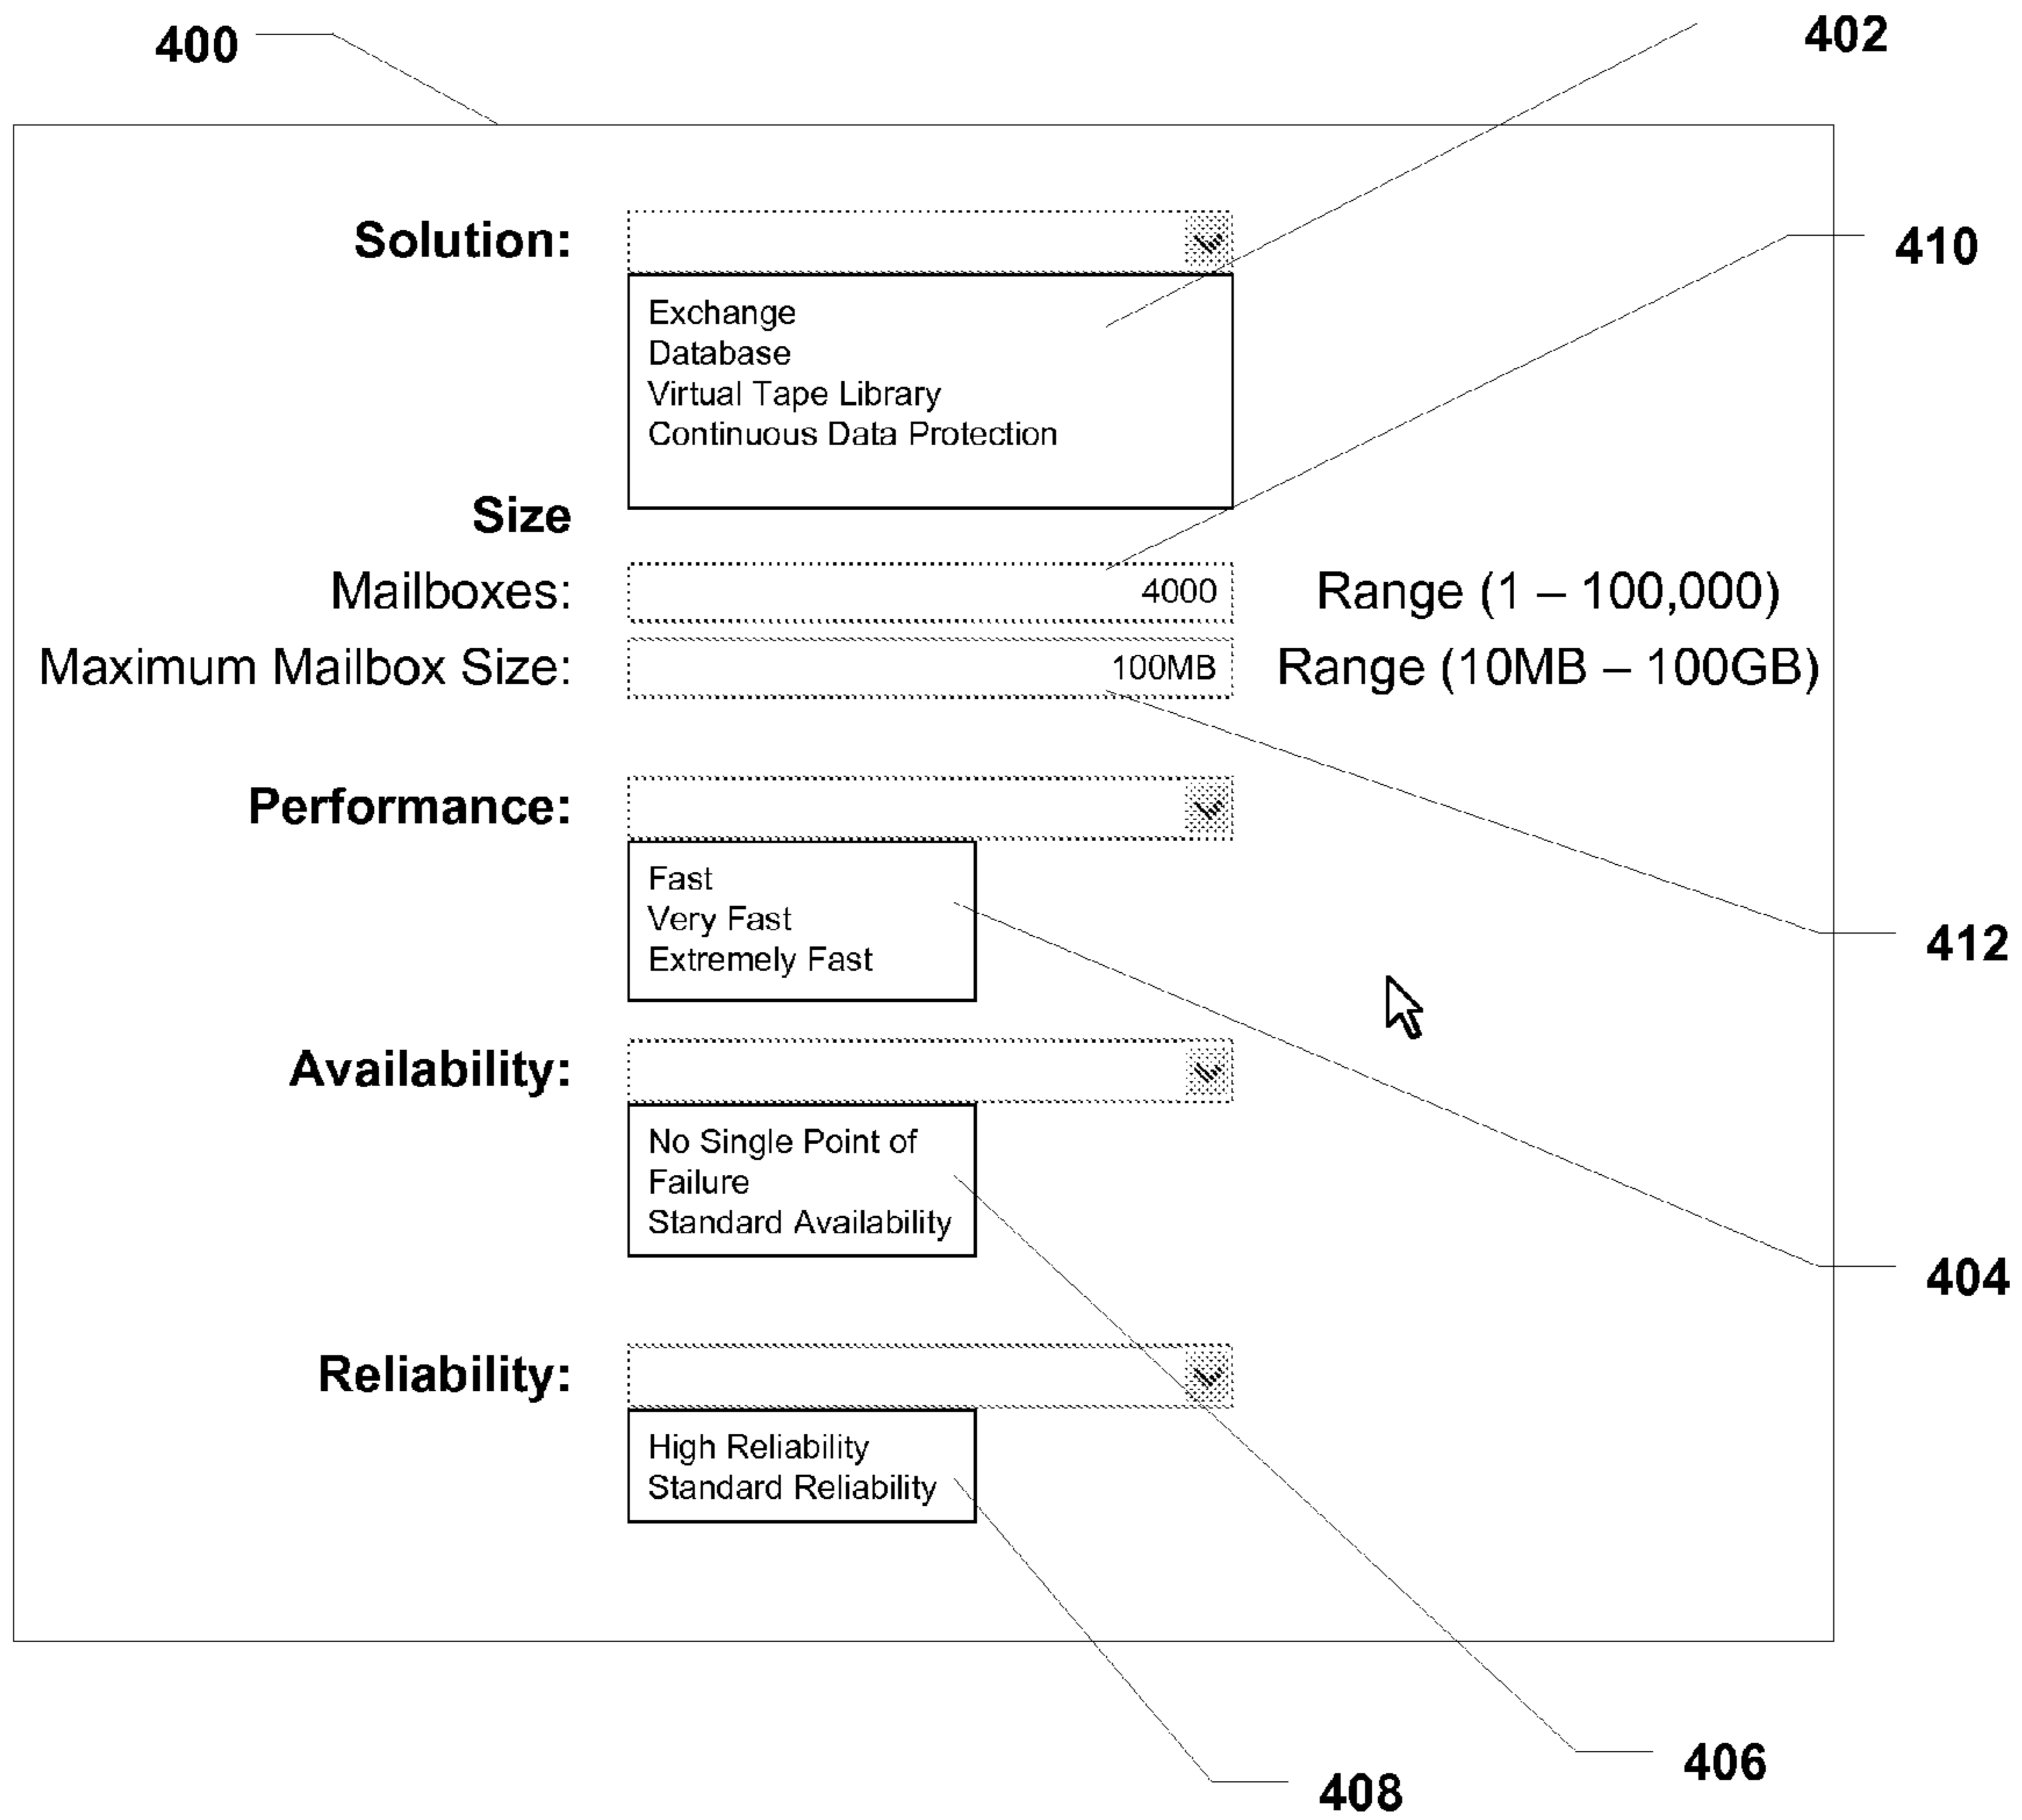 400
402
Solution:
410
Exchange
Database
Virtual Tape Library
Continuous Data Protection
Size
Mailboxes: 4000 Range (1 – 100,000)
Maximum Mailbox Size: 100MB Range (10MB – 100GB)
Performance:
Fast
Very Fast
Extremely Fast
412
Availability:
No Single Point of
Failure
Standard Availability
404
Reliability:
High Reliability
Standard Reliability
406
408